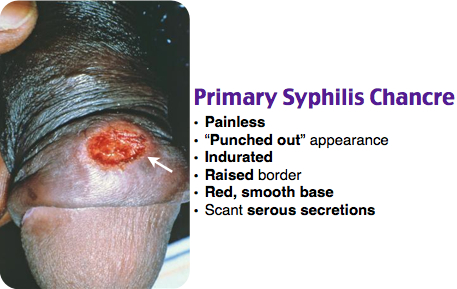 Primary Syphilis Chancre
• Painless
• “Punched out” appearance
• Indurated
• Raised border
• Red, smooth base
• Scant serous secretions